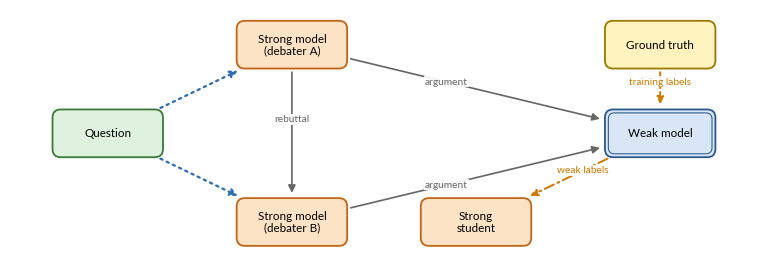 Strong model
(debater A)
Ground truth
argument
training labels
rebuttal
Question
Weak model
weak labels
argument
Strong model
(debater B)
Strong
student